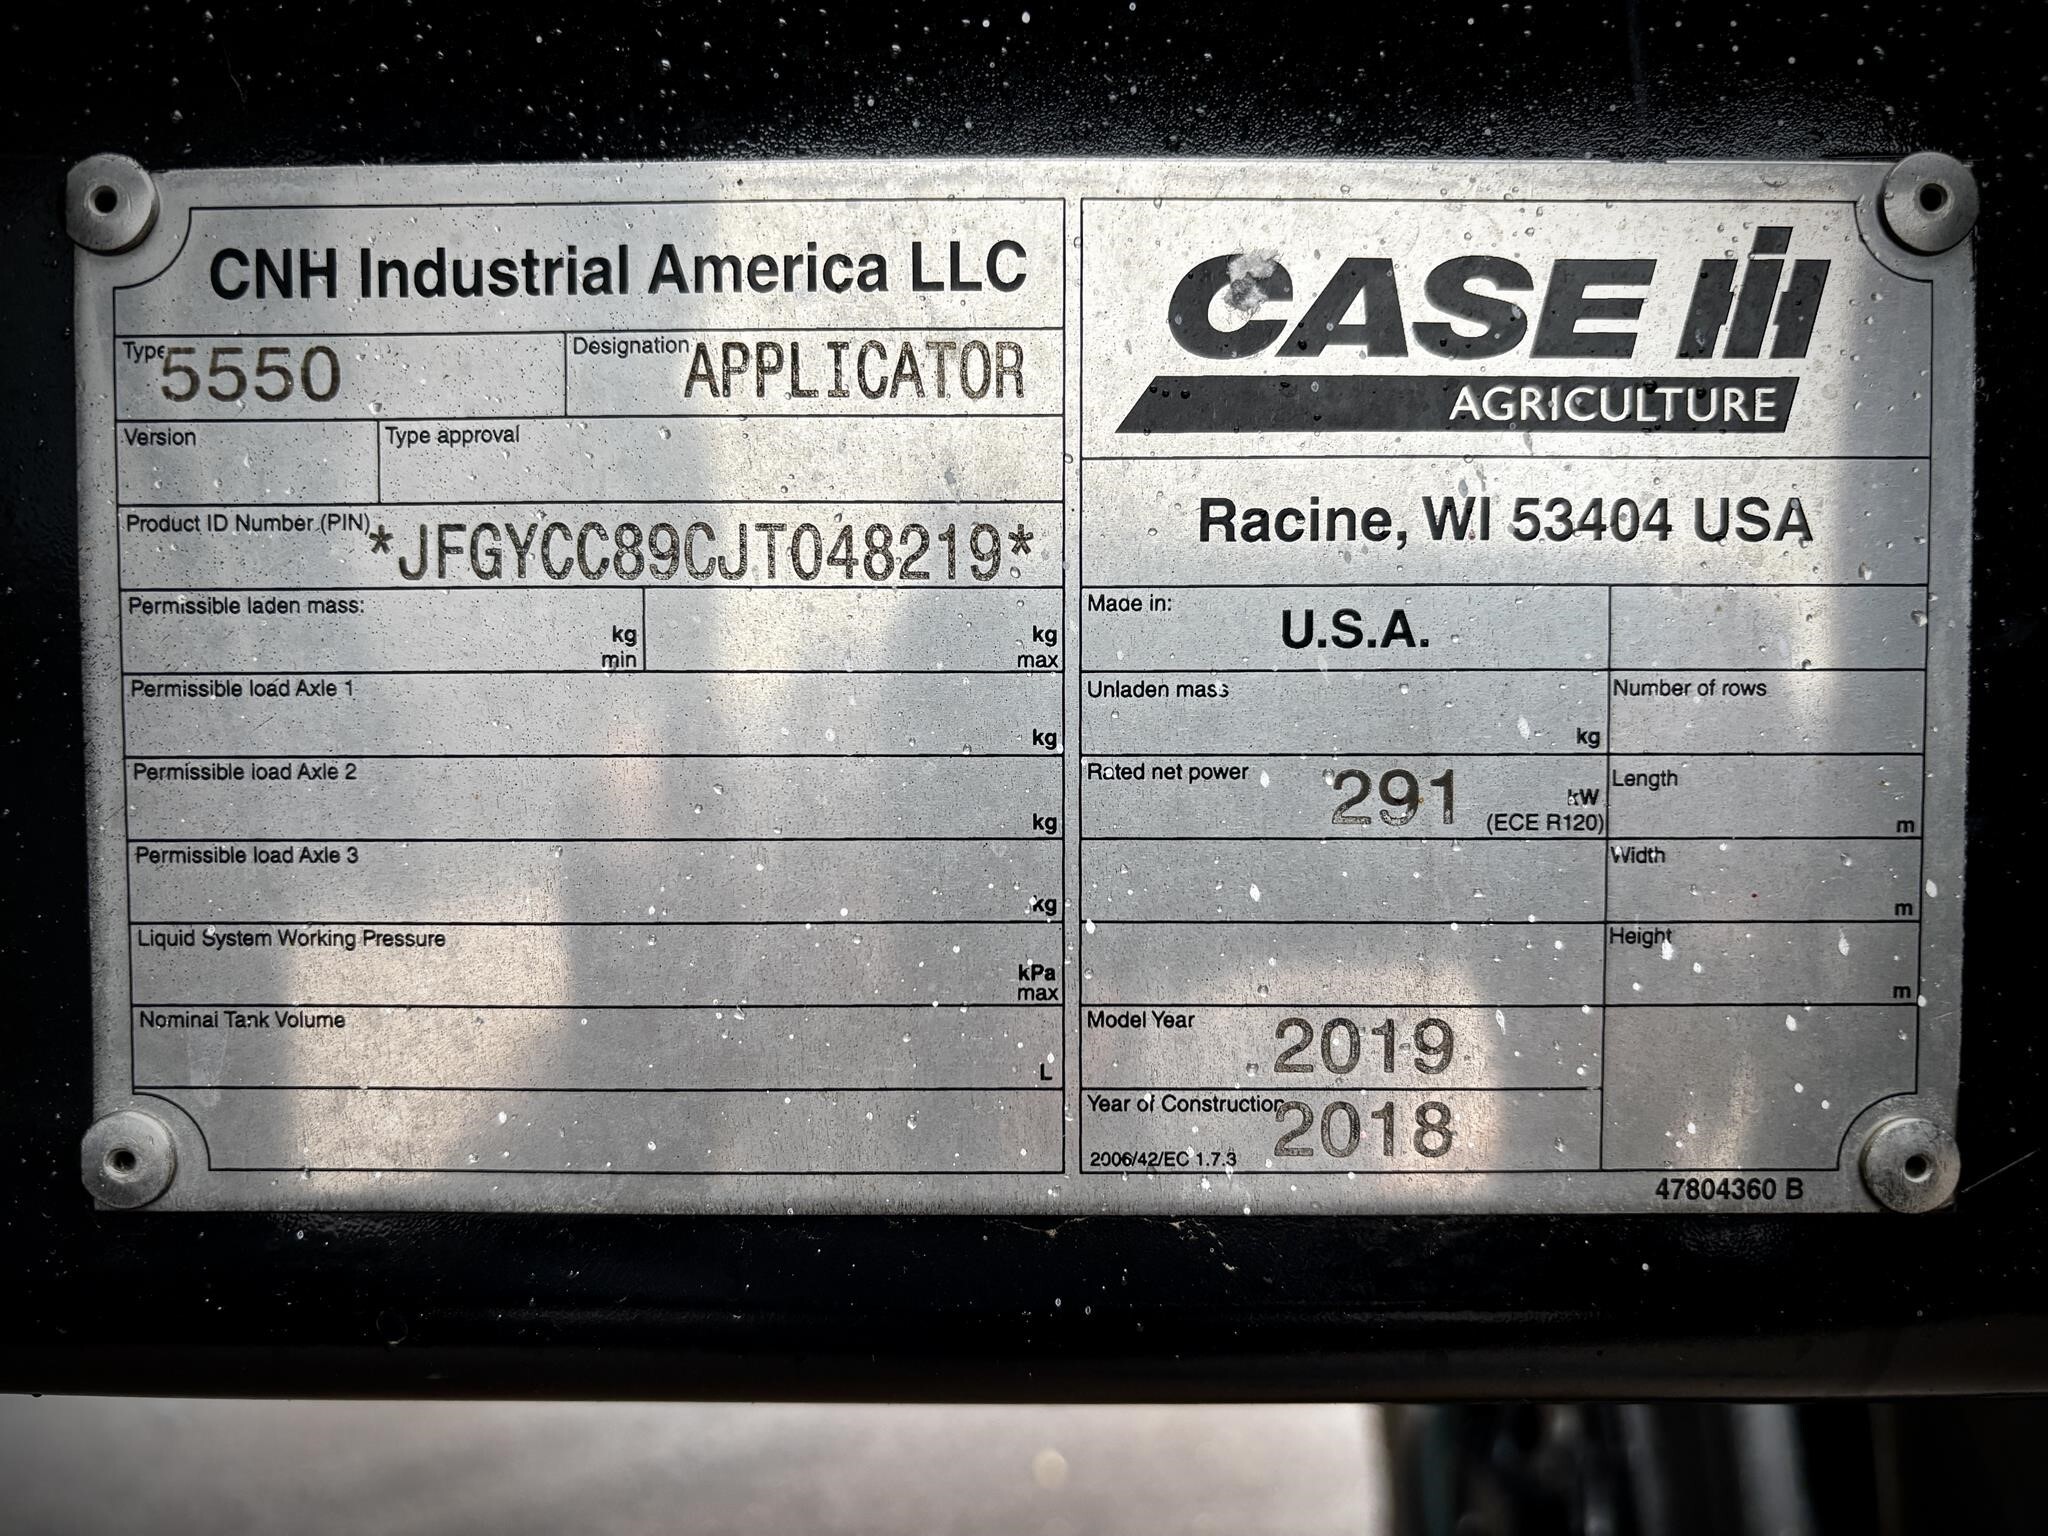 CNH Industrial America LLC
Type 5550 Designation APPLICATOR
Version Type approval
Product ID Number (PIN) *JFGYCC89CJT048219*
Permissible laden mass: kg min kg max
Permissible load Axle 1 kg
Permissible load Axle 2 kg
Permissible load Axle 3 kg
Liquid System Working Pressure kPa max
Nominal Tank Volume L
CASE IH
AGRICULTURE
Racine, WI 53404 USA
Made in: U.S.A.
Unladen mass kg Number of rows
Rated net power 291 kW (ECE R120) Length m
Width m
Height m
Model Year 2019
Year of Construction 2018
2006/42/EC 1.7.3
47804360 B